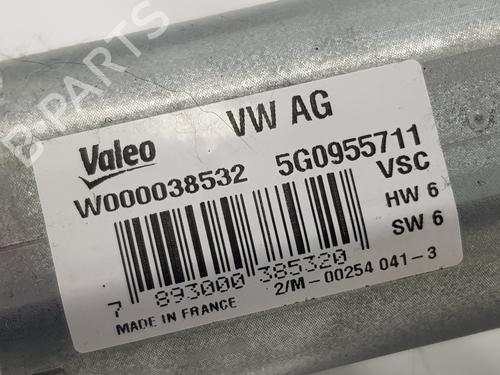 B-PARTS
Valeo
VW AG
W000038532
5G0955711
VSC
HW 6
SW 6
7 893000 385320
MADE IN FRANCE
2/M-00254 041-3